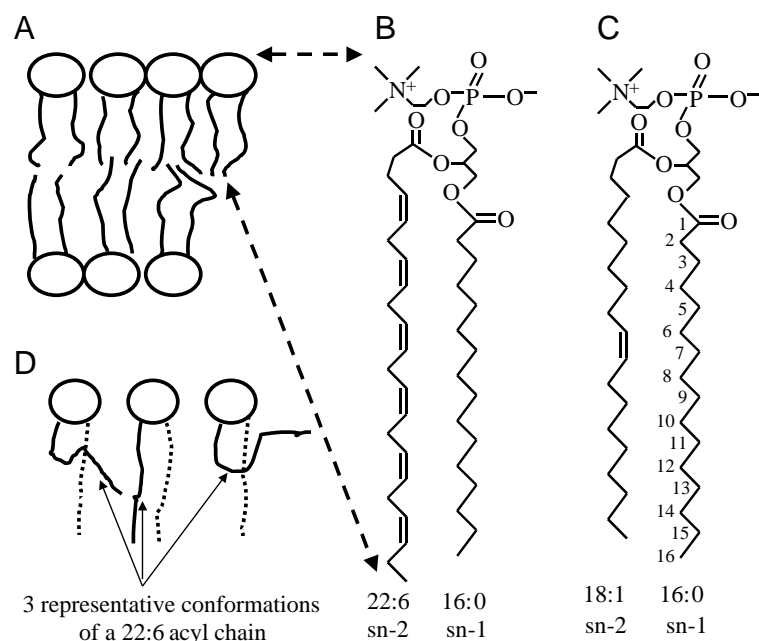 A
B
C
D
O
N+
O
P
O−
O
O
O
O
O
O
N+
O
P
O−
O
O
O
O
O
1
2
3
4
5
6
7
8
9
10
11
12
13
14
15
16
3 representative conformations
of a 22:6 acyl chain
22:6 16:0
sn-2 sn-1
18:1 16:0
sn-2 sn-1